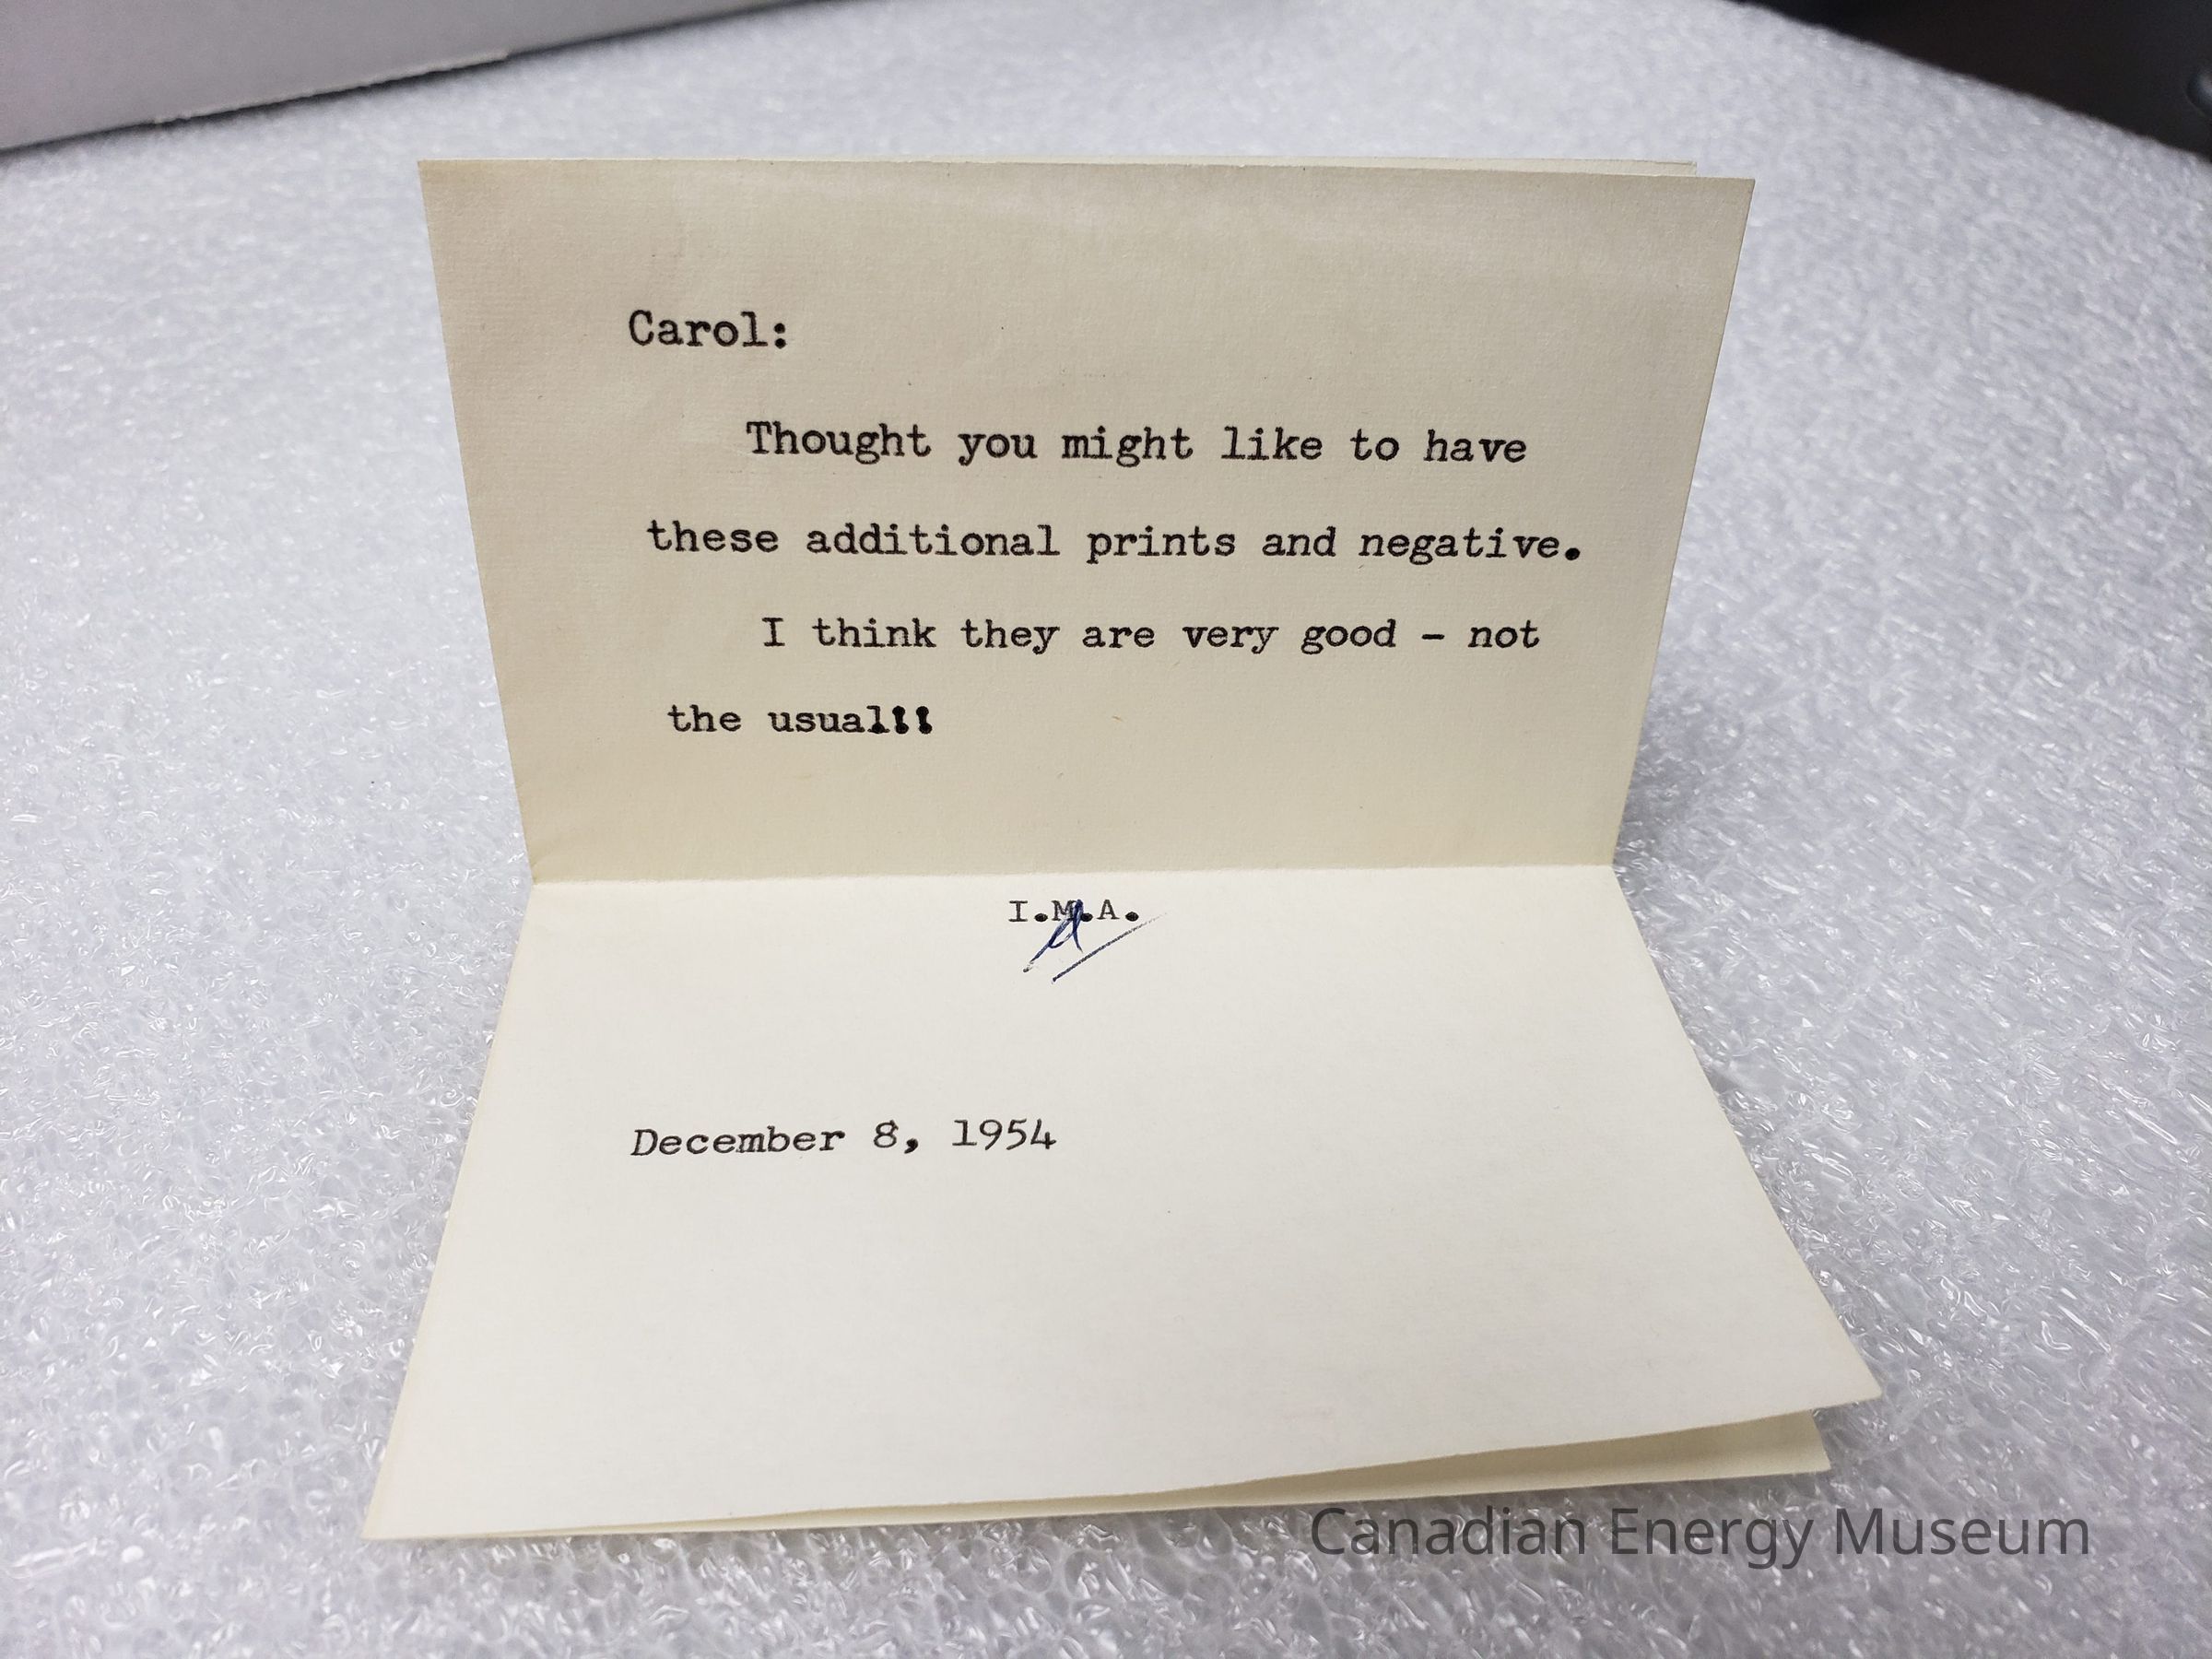 Carol:
Thought you might like to have
these additional prints and negative.
I think they are very good - not
the usual!!
I.M.A.
December 8, 1954
Canadian Energy Museum